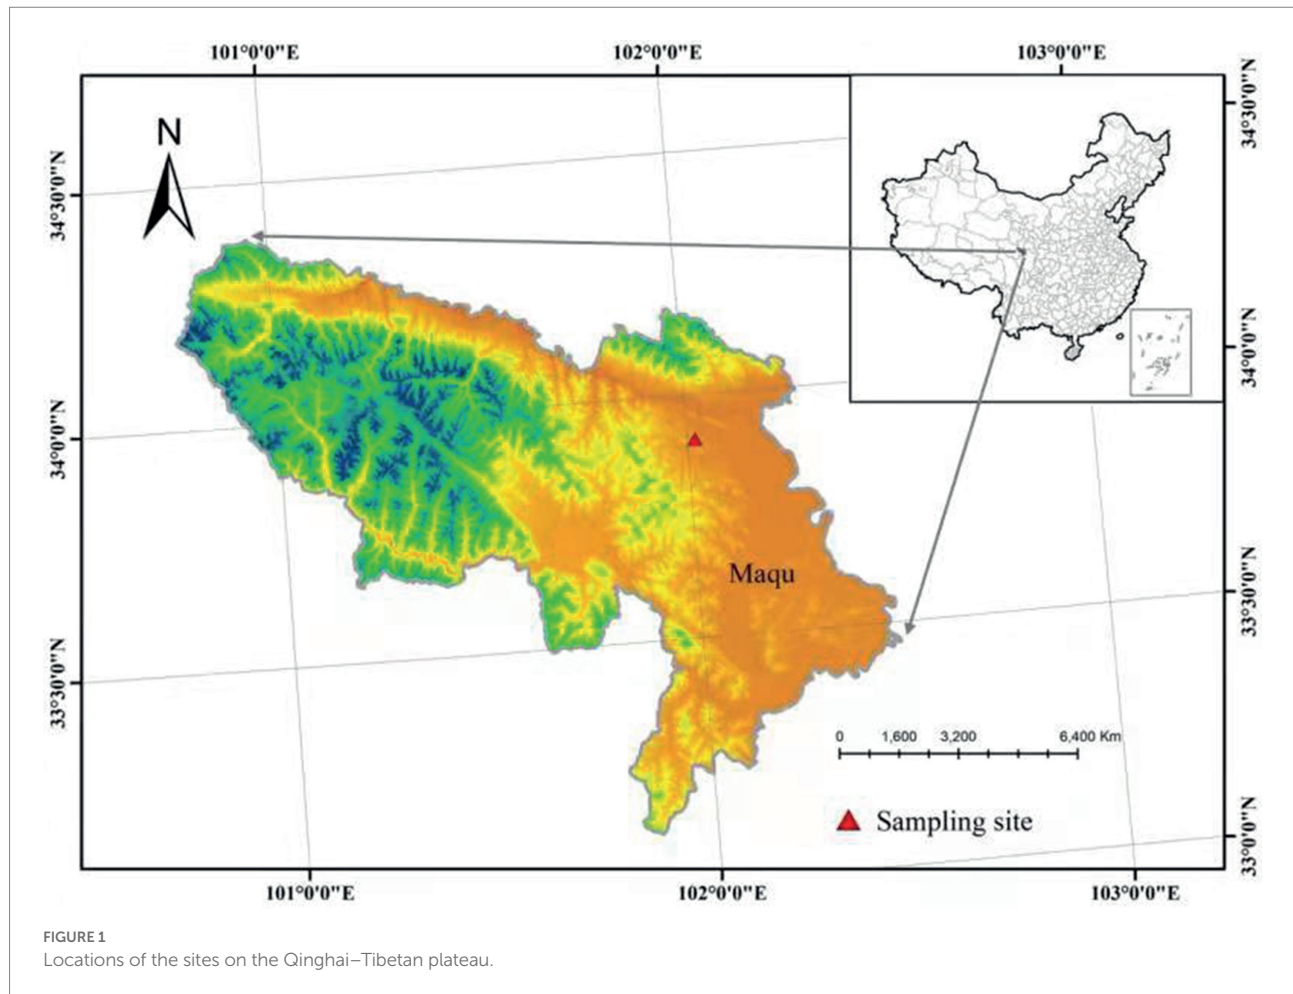 101°0'0"E
102°0'0"E
103°0'0"E
N
34°30'0"N
34°30'0"N
34°0'0"N
34°0'0"N
Maqu
33°30'0"N
33°30'0"N
0 1,600 3,200 6,400 Km
Sampling site
33°0'0"N
101°0'0"E
102°0'0"E
103°0'0"E
FIGURE 1
Locations of the sites on the Qinghai–Tibetan plateau.